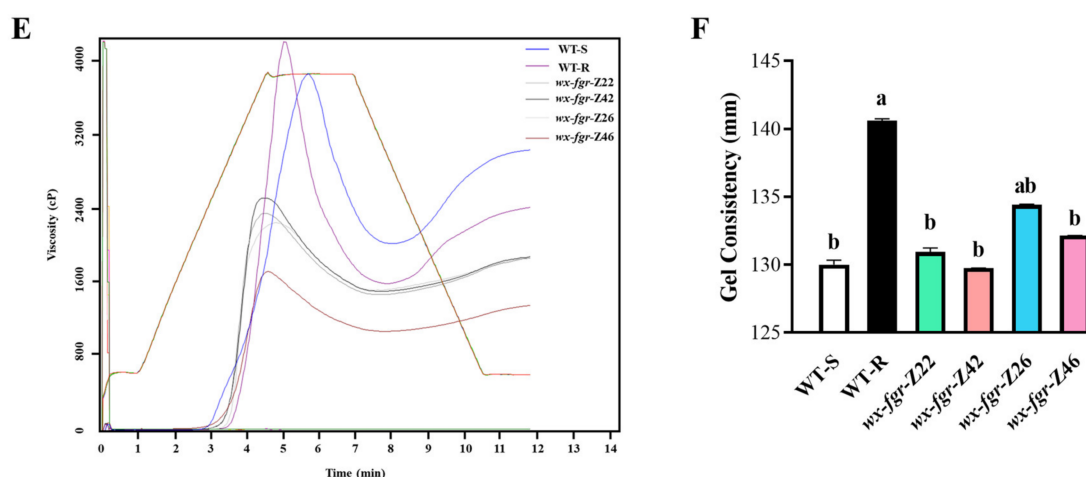 E
4000
3200
2400
1600
800
0
Viscosity (cP)
0 1 2 3 4 5 6 7 8 9 10 11 12 13 14
Time (min)
WT-S
WT-R
wx-fgr-Z22
wx-fgr-Z42
wx-fgr-Z26
wx-fgr-Z46
F
145
140
135
130
125
Gel Consistency (mm)
b
a
b
b
ab
b
WT-S
WT-R
wx-fgr-Z22
wx-fgr-Z42
wx-fgr-Z26
wx-fgr-Z46